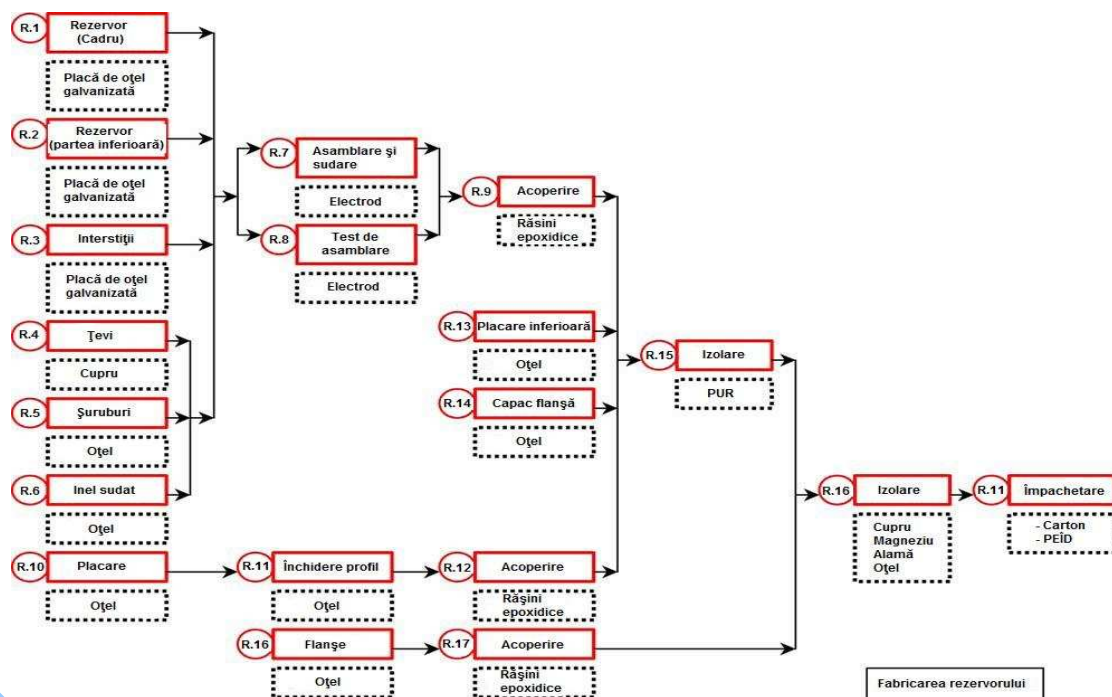 R.1
Rezervor
(Cadru)
Placă de oţel
galvanizată
R.2
Rezervor
(partea inferioară)
Placă de oţel
galvanizată
R.3
Interstiţii
Placă de oţel
galvanizată
R.4
Ţevi
Cupru
R.5
Şuruburi
Oţel
R.6
Inel sudat
Oţel
R.10
Placare
Oţel
R.7
Asamblare şi
sudare
Electrod
R.8
Test de
asamblare
Electrod
R.11
Închidere profil
Oţel
R.16
Flanşe
Oţel
R.9
Acoperire
Răsini
epoxidice
R.13
Placare inferioară
Oţel
R.14
Capac flanşă
Oţel
R.12
Acoperire
Răşini
epoxidice
R.17
Acoperire
Răşini
epoxidice
R.15
Izolare
PUR
R.16
Izolare
Cupru
Magneziu
Alamă
Oţel
R.11
Împachetare
- Carton
- PEÎD
Fabricarea rezervorului